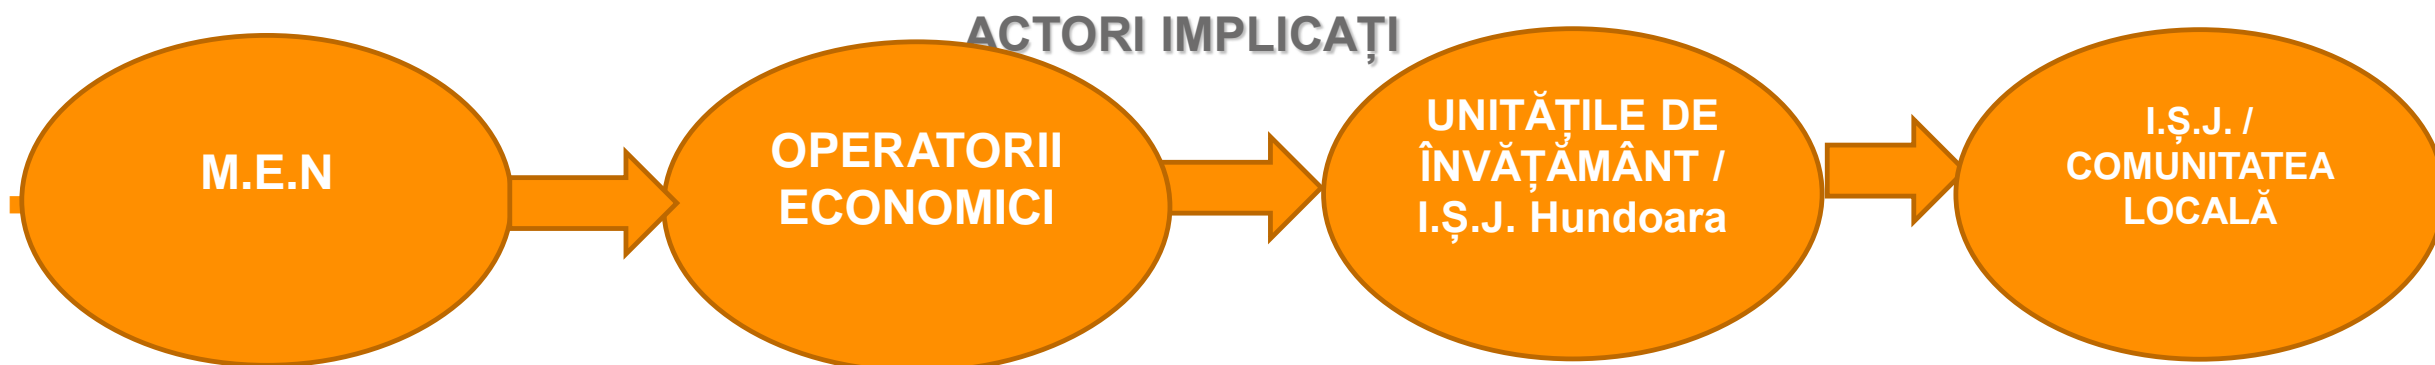 ACTORI IMPLICAȚI
M.E.N
OPERATORII
ECONOMICI
UNITĂȚILE DE
ÎNVĂȚĂMÂNT /
I.Ș.J. Hundoara
I.Ș.J. /
COMUNITATEA
LOCALĂ